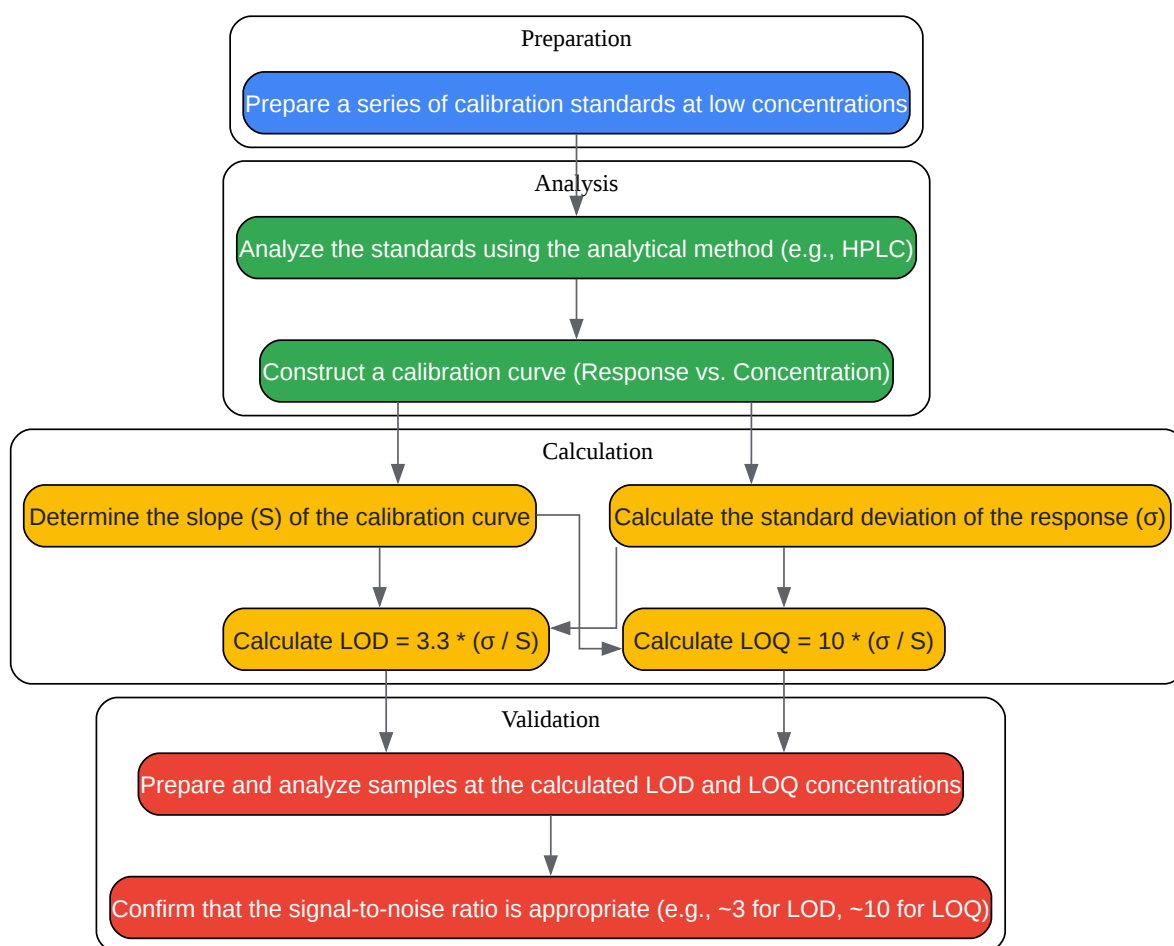 Preparation
Prepare a series of calibration standards at low concentrations
Analysis
Analyze the standards using the analytical method (e.g., HPLC)
Construct a calibration curve (Response vs. Concentration)
Calculation
Determine the slope (S) of the calibration curve
Calculate the standard deviation of the response (σ)
Calculate LOD = 3.3 * (σ / S)
Calculate LOQ = 10 * (σ / S)
Validation
Prepare and analyze samples at the calculated LOD and LOQ concentrations
Confirm that the signal-to-noise ratio is appropriate (e.g., ~3 for LOD, ~10 for LOQ)